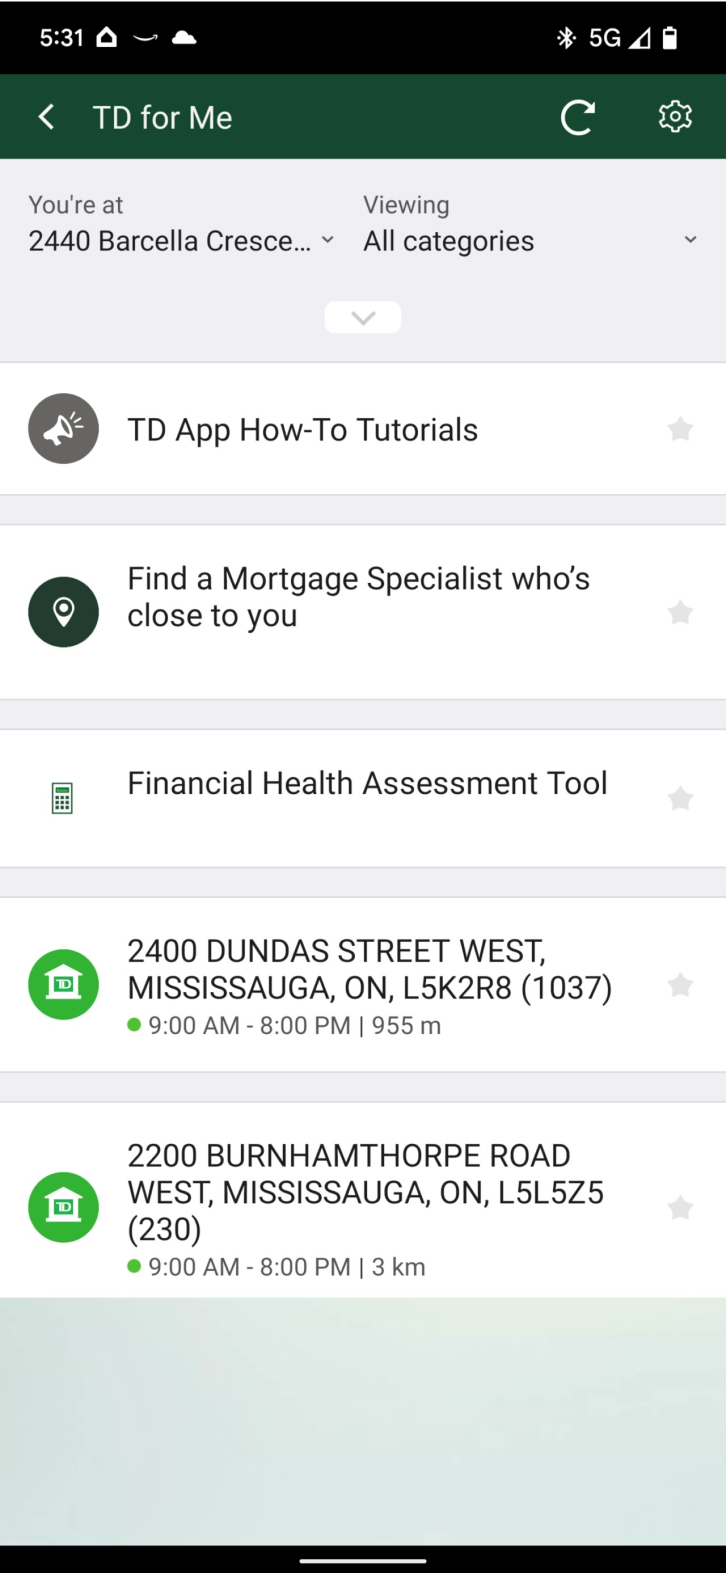 5:31 5G
TD for Me
You're at
Viewing
2440 Barcella Cresce...
All categories
TD App How-To Tutorials
Find a Mortgage Specialist who’s
close to you
Financial Health Assessment Tool
TD
2400 DUNDAS STREET WEST,
MISSISSAUGA, ON, L5K2R8 (1037)
9:00 AM - 8:00 PM | 955 m
TD
2200 BURNHAMTHORPE ROAD
WEST, MISSISSAUGA, ON, L5L5Z5
(230)
9:00 AM - 8:00 PM | 3 km